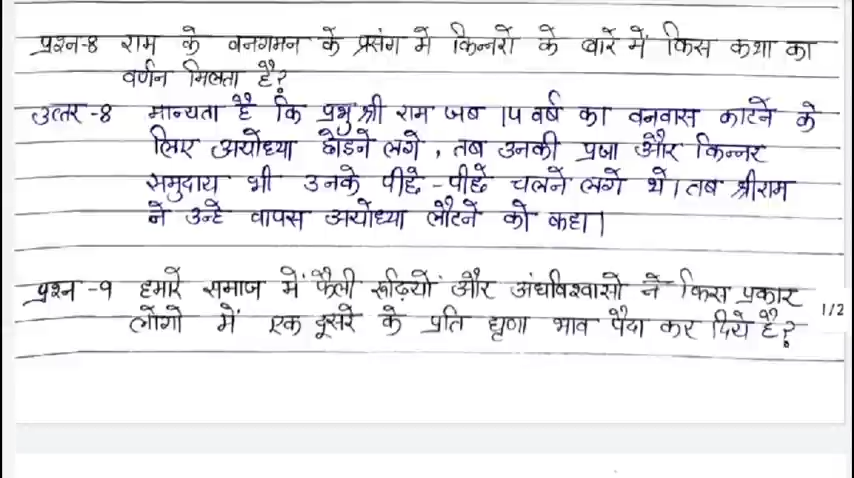 प्रश्न-8 राम के वनगमन के प्रसंग मे किन्नरो के बारे में किस कथा का
वर्णन मिलता है?
उत्तर -8 मान्यता है कि प्रभु श्री राम जब 14 वर्ष का वनवास काटने के
लिए अयोध्या छोडने लगे, तब उनकी प्रजा और किन्नर
समुदाय भी उनके पीछे-पीछे चलने लगे थे। तब श्रीराम
ने उन्हे वापस अयोध्या लौटने को कहा।
प्रश्न -9 हमारे समाज में फैली रूढ़ियों और अंधविश्वासो ने किस प्रकार
लोगो में एक दूसरे के प्रति घृणा भाव पैदा कर दिये है?
1/2